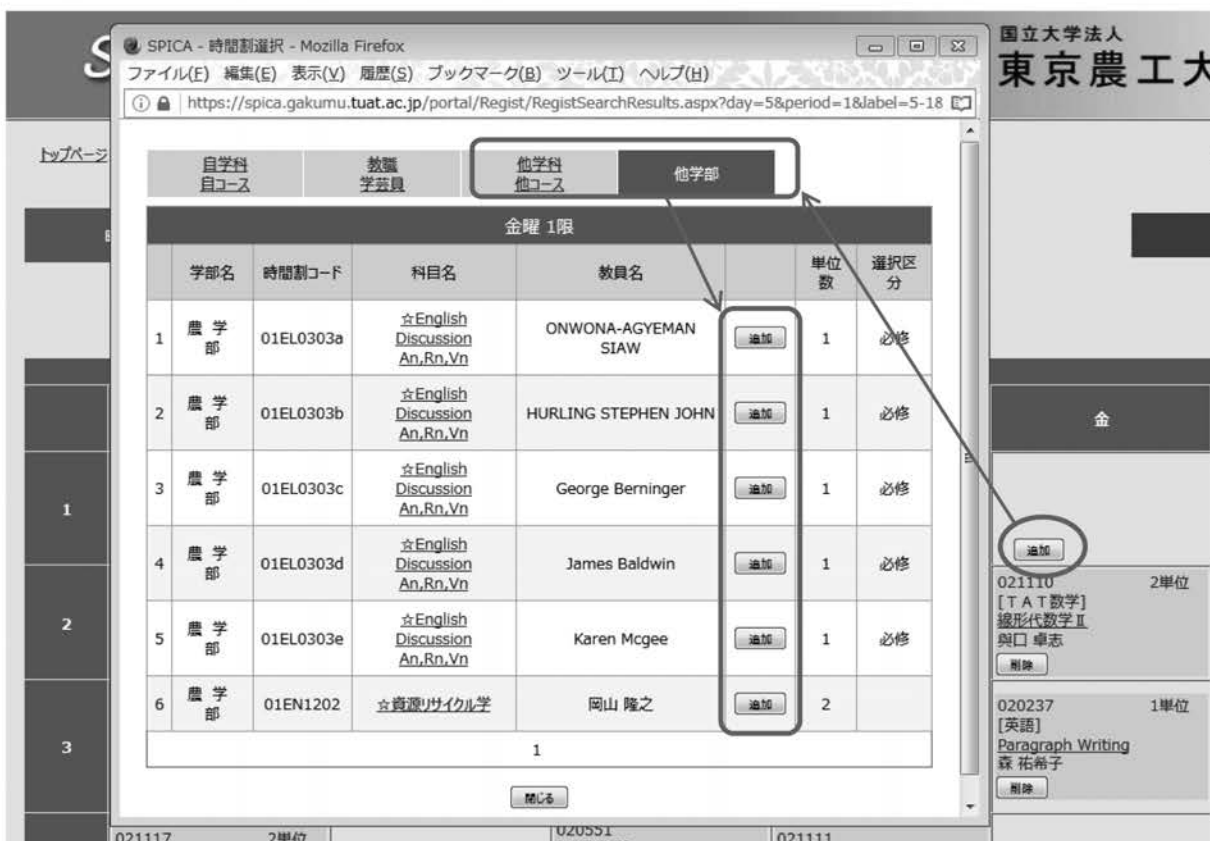 S
国立大学法人
東京農工大
SPICA - 時間割選択 - Mozilla Firefox
ファイル(F) 編集(E) 表示(V) 履歴(S) ブックマーク(B) ツール(T) ヘルプ(H)
https://spica.gakumu.tuat.ac.jp/portal/Regist/RegistSearchResults.aspx?day=5&period=1&label=5-18
トップページ
自学科
自コース
教職
学芸員
他学科
他コース
他学部
金曜 1限
学部名 時間割コード 科目名 教員名 単位数 選択区分
1 農学部 01EL0303a ☆English Discussion An,Rn,Vn ONWONA-AGYEMAN SIAW 追加 1 必修
2 農学部 01EL0303b ☆English Discussion An,Rn,Vn HURLING STEPHEN JOHN 追加 1 必修
3 農学部 01EL0303c ☆English Discussion An,Rn,Vn George Berninger 追加 1 必修
4 農学部 01EL0303d ☆English Discussion An,Rn,Vn James Baldwin 追加 1 必修
5 農学部 01EL0303e ☆English Discussion An,Rn,Vn Karen Mcgee 追加 1 必修
6 農学部 01EN1202 ☆資源リサイクル学 岡山 隆之 追加 2
1
閉じる
金
1
追加
2
021110 2単位
[TAT数学]
線形代数学Ⅱ
與口 卓志
削除
3
020237 1単位
[英語]
Paragraph Writing
森 祐希子
削除
021117 2単位
020551
021111